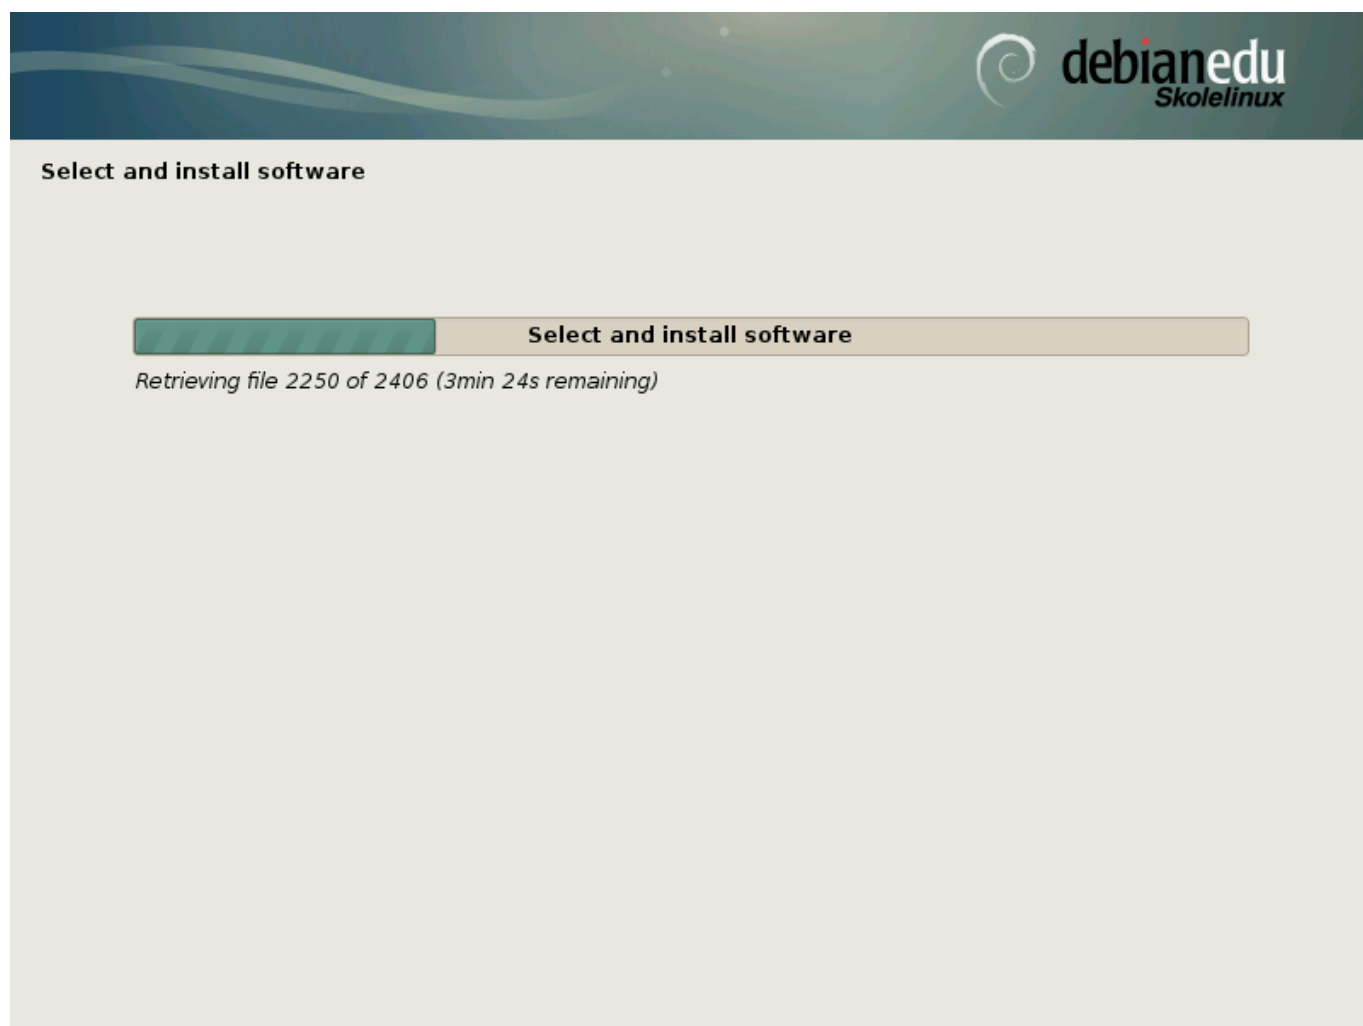 debianedu
Skolelinux
Select and install software
Select and install software
Retrieving file 2250 of 2406 (3min 24s remaining)